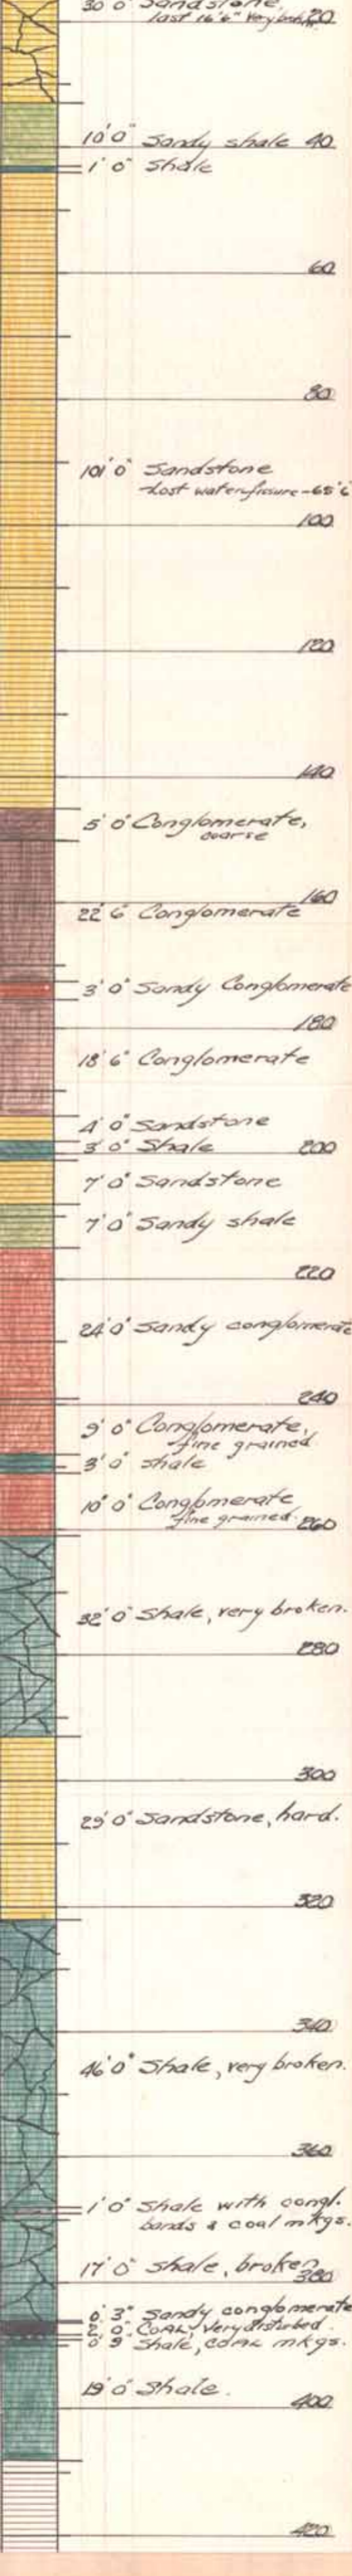 30' 0" Sandstone,
last 16' 6" Very broken 20
10' 0" Sandy shale 40
1' 0" Shale
60
80
101' 0" Sandstone
Lost water fissure - 65' 6
100
120
140
5' 0" Conglomerate,
coarse
160
22' 6" Conglomerate
3' 0" Sandy Conglomerate
180
18' 6" Conglomerate
4' 0" Sandstone
3' 0" Shale 200
7' 0" Sandstone
7' 0" Sandy shale
220
24' 0" Sandy conglomerate
240
9' 0" Conglomerate,
fine grained
3' 0" shale
10' 0" Conglomerate
fine grained. 260
32' 0" Shale, very broken.
280
300
29' 0" Sandstone, hard.
320
340
46' 0" Shale, very broken.
360
1' 0" Shale with congl.
bands & coal mkgs.
17' 0" Shale, broken
380
0' 3" Sandy conglomerate
2' 0" COAL, very disturbed.
0' 9" Shale, COAL mkgs.
19' 0" Shale.
400
420